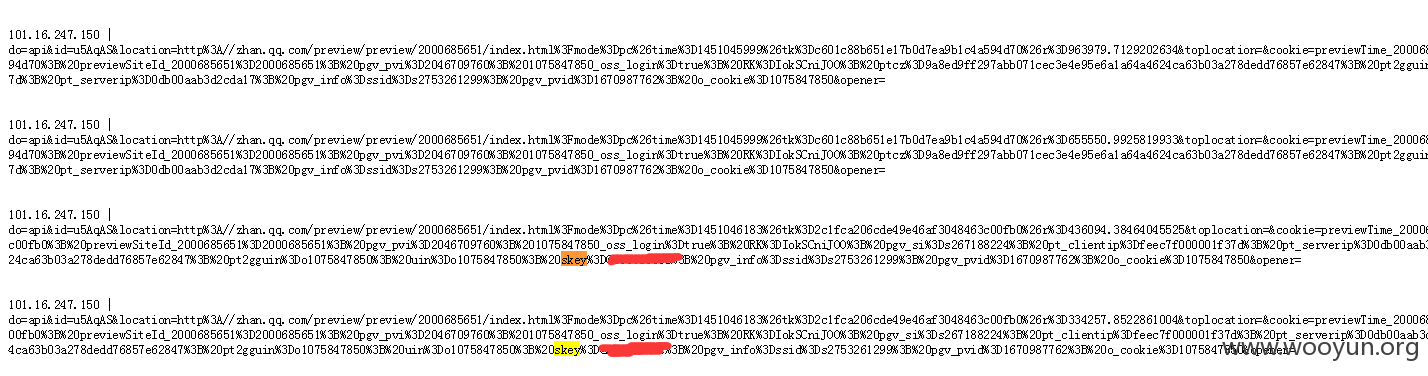 101.16.247.150 |
do=api&id=u5AqAS&location=http%3A//zhan.qq.com/preview/preview/2000685651/index.html%3Fmode%3Dpc%26time%3D1451045999%26tk%3Dc601c88b651e17b0d7ea9b1c4a594d70%26r%3D963979.7129202634&toplocation=&cookie=previewTime_20006
94d70%3B%20previewSiteId_2000685651%3D2000685651%3B%20pgv_pvi%3D2046709760%3B%201075847850_oss_login%3Dtrue%3B%20RK%3DIokSCniJOO%3B%20ptcz%3D9a8ed9ff297abb071cec3e4e95e6a1a64a4624ca63b03a278dedd76857e62847%3B%20pt2gguin
7d%3B%20pt_serverip%3D0db00aab3d2cda17%3B%20pgv_info%3Dssid%3Ds2753261299%3B%20pgv_pvid%3D1670987762%3B%20o_cookie%3D1075847850&opener=
101.16.247.150 |
do=api&id=u5AqAS&location=http%3A//zhan.qq.com/preview/preview/2000685651/index.html%3Fmode%3Dpc%26time%3D1451045999%26tk%3Dc601c88b651e17b0d7ea9b1c4a594d70%26r%3D655550.9925819933&toplocation=&cookie=previewTime_20006
94d70%3B%20previewSiteId_2000685651%3D2000685651%3B%20pgv_pvi%3D2046709760%3B%201075847850_oss_login%3Dtrue%3B%20RK%3DIokSCniJOO%3B%20ptcz%3D9a8ed9ff297abb071cec3e4e95e6a1a64a4624ca63b03a278dedd76857e62847%3B%20pt2gguin
7d%3B%20pt_serverip%3D0db00aab3d2cda17%3B%20pgv_info%3Dssid%3Ds2753261299%3B%20pgv_pvid%3D1670987762%3B%20o_cookie%3D1075847850&opener=
101.16.247.150 |
do=api&id=u5AqAS&location=http%3A//zhan.qq.com/preview/preview/2000685651/index.html%3Fmode%3Dpc%26time%3D1451046183%26tk%3D2c1fca206cde49e46af3048463c00fb0%26r%3D436094.38464045525&toplocation=&cookie=previewTime_2000
c00fb0%3B%20previewSiteId_2000685651%3D2000685651%3B%20pgv_pvi%3D2046709760%3B%201075847850_oss_login%3Dtrue%3B%20RK%3DIokSCniJOO%3B%20pgv_si%3Ds267188224%3B%20pt_clientip%3Dfeec7f000001f37d%3B%20pt_serverip%3D0db00aab
24ca63b03a278dedd76857e62847%3B%20pt2gguin%3Do1075847850%3B%20uin%3Do1075847850%3B%20skey%3D %3B%20pgv_info%3Dssid%3Ds2753261299%3B%20pgv_pvid%3D1670987762%3B%20o_cookie%3D1075847850&opener=
101.16.247.150 |
do=api&id=u5AqAS&location=http%3A//zhan.qq.com/preview/preview/2000685651/index.html%3Fmode%3Dpc%26time%3D1451046183%26tk%3D2c1fca206cde49e46af3048463c00fb0%26r%3D334257.8522861004&toplocation=&cookie=previewTime_20006
00fb0%3B%20previewSiteId_2000685651%3D2000685651%3B%20pgv_pvi%3D2046709760%3B%201075847850_oss_login%3Dtrue%3B%20RK%3DIokSCniJOO%3B%20pgv_si%3Ds267188224%3B%20pt_clientip%3Dfeec7f000001f37d%3B%20pt_serverip%3D0db00aab3
4ca63b03a278dedd76857e62847%3B%20pt2gguin%3Do1075847850%3B%20uin%3Do1075847850%3B%20skey%3D %3B%20pgv_info%3Dssid%3Ds2753261299%3B%20pgv_pvid%3D1670987762%3B%20o_cookie%3D1075847850&opener=
www.wooyun.org